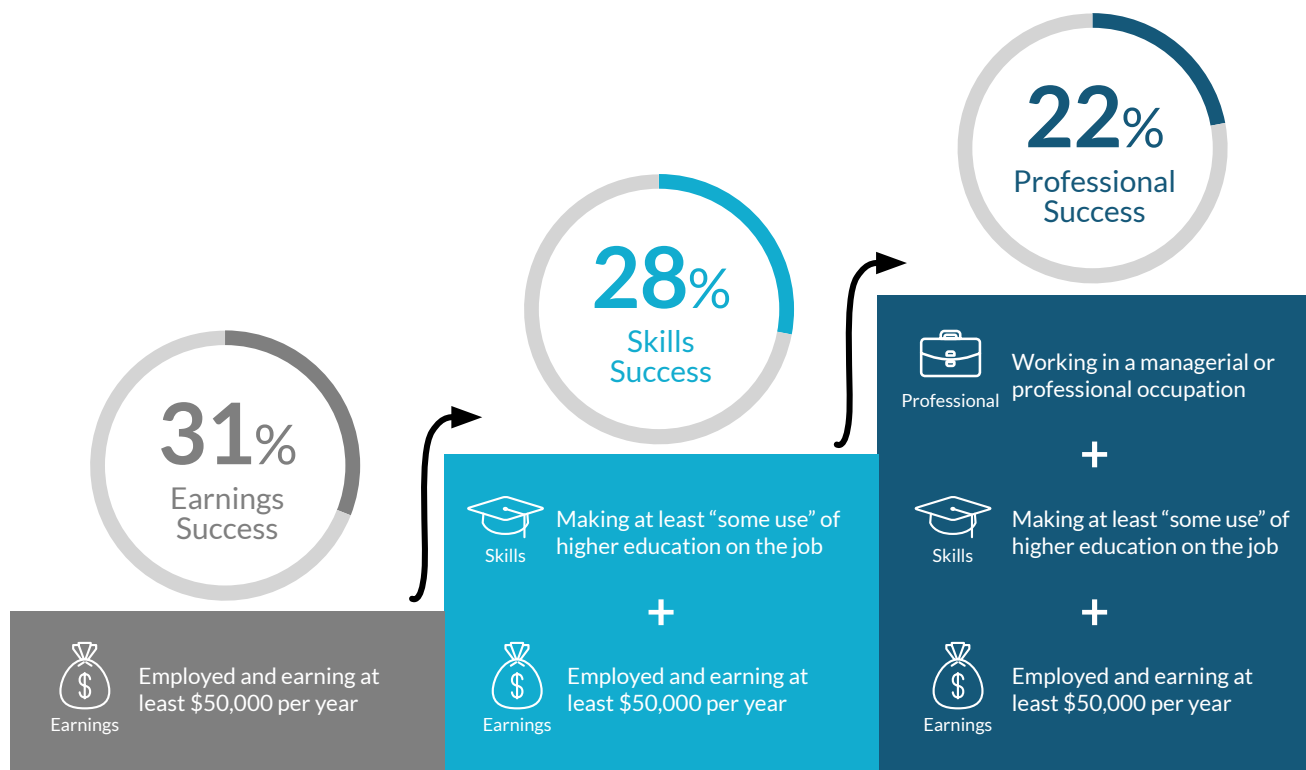 31%
Earnings
Success
$
Earnings
Employed and earning at
least $50,000 per year
28%
Skills
Success
Skills
Making at least “some use” of
higher education on the job
+
$
Earnings
Employed and earning at
least $50,000 per year
22%
Professional
Success
Professional
Working in a managerial or
professional occupation
+
Skills
Making at least “some use” of
higher education on the job
+
$
Earnings
Employed and earning at
least $50,000 per year